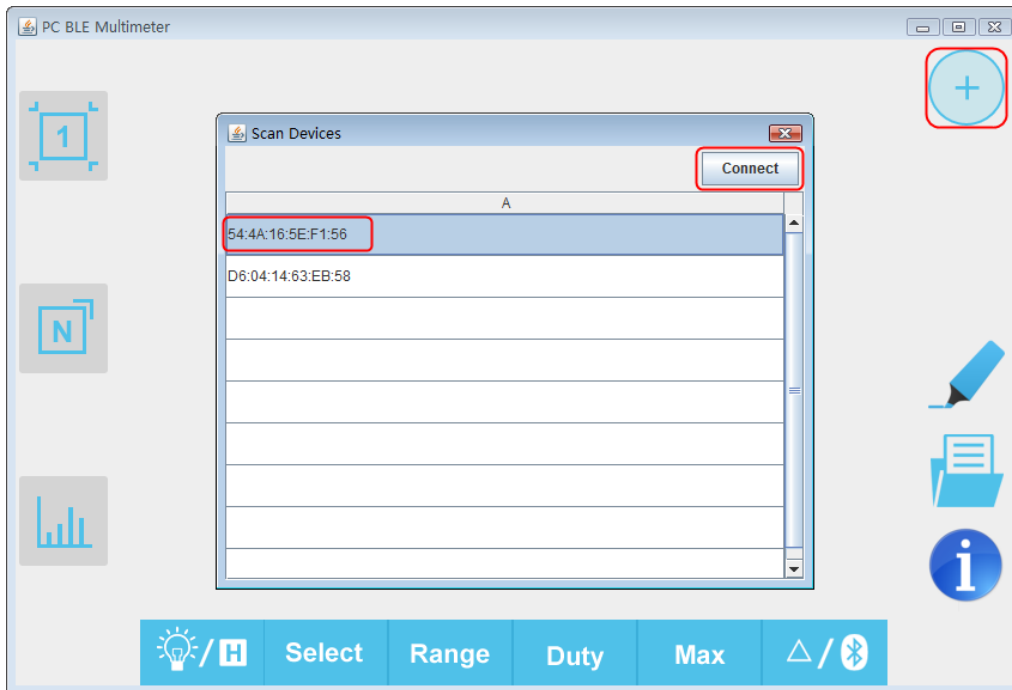 PC BLE Multimeter
+
1
Scan Devices
Connect
A
54:4A:16:5E:F1:56
D6:04:14:63:EB:58
N
i
/ H Select Range Duty Max △ /